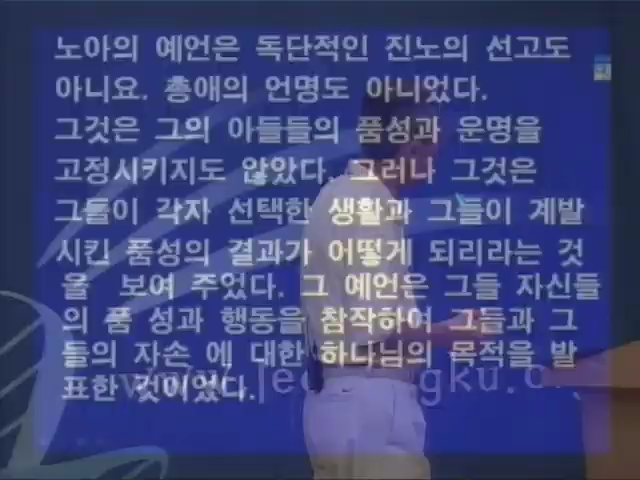 노아의 예언은 독단적인 진노의 선고도
아니요. 총애의 언명도 아니었다.
그것은 그의 아들들의 품성과 운명을
고정시키지도 않았다. 그러나 그것은
그들이 각자 선택한 생활과 그들이 계발
시킨 품성의 결과가 어떻게 되리라는 것
을 보여 주었다. 그 예언은 그들 자신들
의 품 성과 행동을 참작하여 그들과 그
들의 자손 에 대한 하나님의 목적을 발
표한 것이었다.